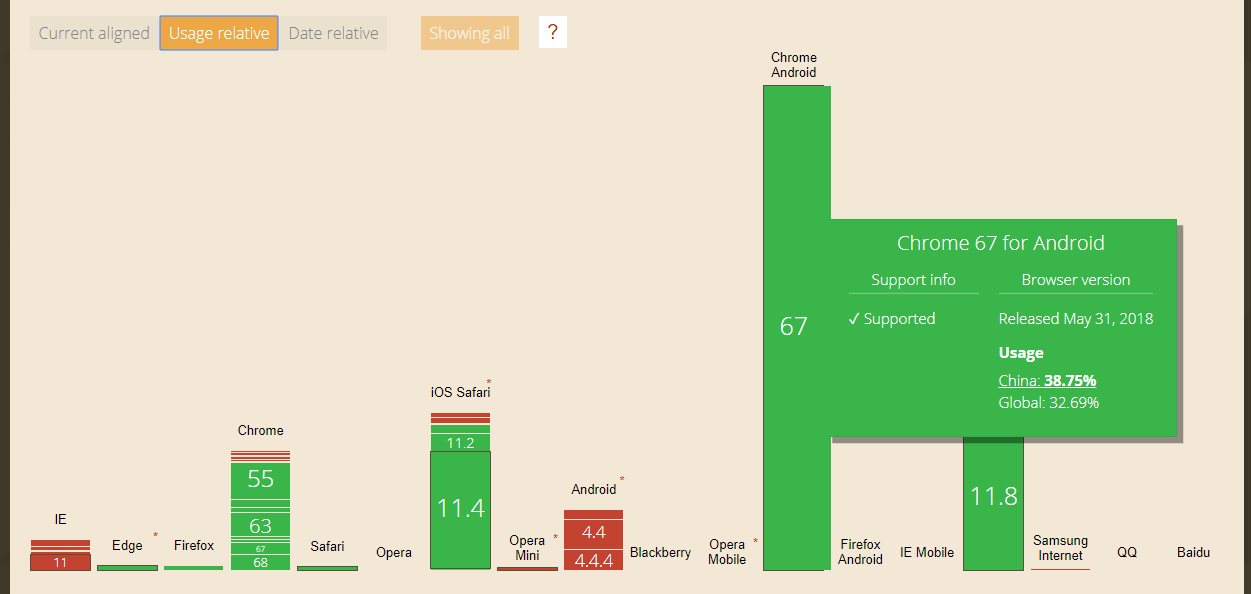 Current aligned
Usage relative
Date relative
Showing all
?
Chrome
Android
67
Chrome 67 for Android
Support info
Browser version
✓ Supported
Released May 31, 2018
Usage
China: 38.75%
Global: 32.69%
IE
11
Edge *
Firefox
Chrome
55
63
67
68
Safari
Opera
iOS Safari *
11.2
11.4
Opera *
Mini
Android *
4.4
4.4.4
Blackberry
Opera *
Mobile
Firefox
Android
IE Mobile
11.8
Samsung
Internet
QQ
Baidu